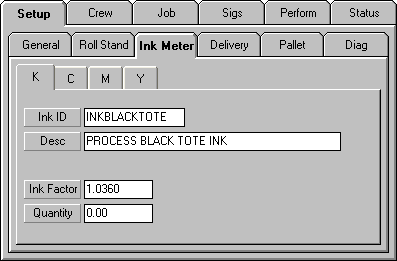 Setup Crew Job Sigs Perform Status
General Roll Stand Ink Meter Delivery Pallet Diag
K C M Y
Ink ID INKBLACKTOTE
Desc PROCESS BLACK TOTE INK
Ink Factor 1.0360
Quantity 0.00